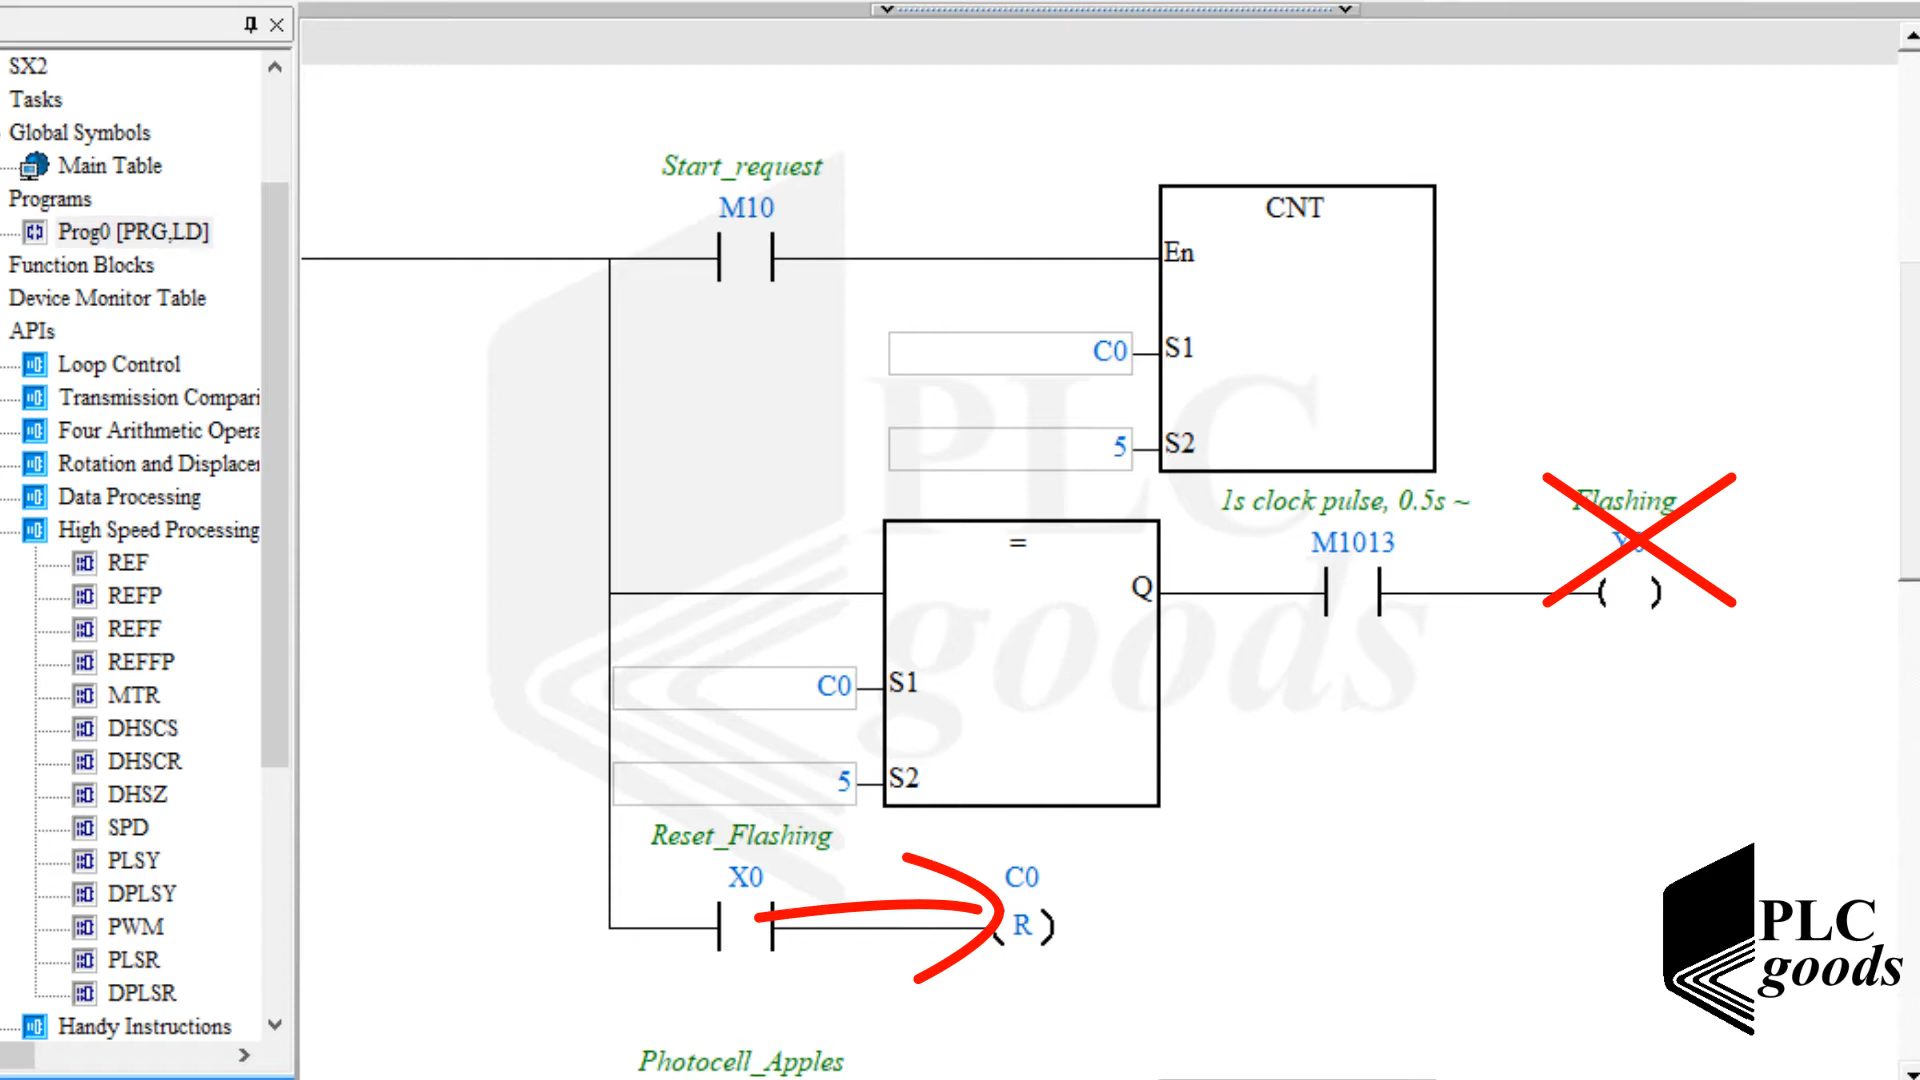 SX2
Tasks
Global Symbols
Main Table
Programs
Prog0 [PRG,LD]
Function Blocks
Device Monitor Table
APIs
Loop Control
Transmission Compari
Four Arithmetic Opera
Rotation and Displacer
Data Processing
High Speed Processing
REF
REFP
REFF
REFFP
MTR
DHSCS
DHSCR
DHSZ
SPD
PLSY
DPLSY
PWM
PLSR
DPLSR
Handy Instructions
Start_request
M10
CNT
En
C0
S1
5
S2
1s clock pulse, 0.5s ~
Flashing
M1013
=
Q
C0
S1
5
S2
Reset_Flashing
X0
C0
R
Photocell_Apples
PLC
goods
PLC
goods